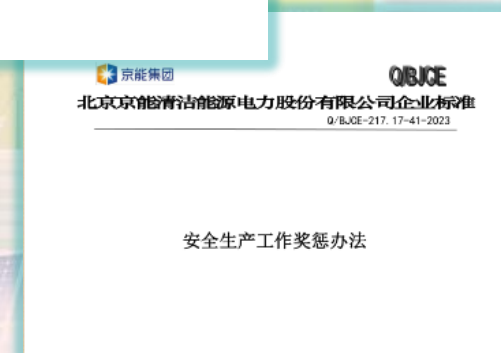 京能集团
Q/BJCE
北京京能清洁能源电力股份有限公司企业标准
Q/BJCE-217.17-41-2023
安全生产工作奖惩办法